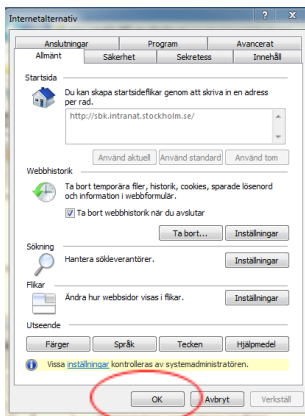 Internetalternativ
Anslutningar Program Avancerat
Allmänt Säkerhet Sekretess Innehåll
Startsida
Du kan skapa startsideflikar genom att skriva in en adress
per rad.
http://sbk.intranat.stockholm.se/
Använd aktuell Använd standard Använd tom
Webbhistorik
Ta bort temporära filer, historik, cookies, sparade lösenord
och information i webbformulär.
Ta bort webbhistorik när du avslutar
Ta bort... Inställningar
Sökning
Hantera sökleverantörer. Inställningar
Flikar
Ändra hur webbsidor visas i flikar. Inställningar
Utseende
Färger Språk Tecken Hjälpmedel
Vissa inställningar kontrolleras av systemadministratören.
OK Avbryt Verkställ